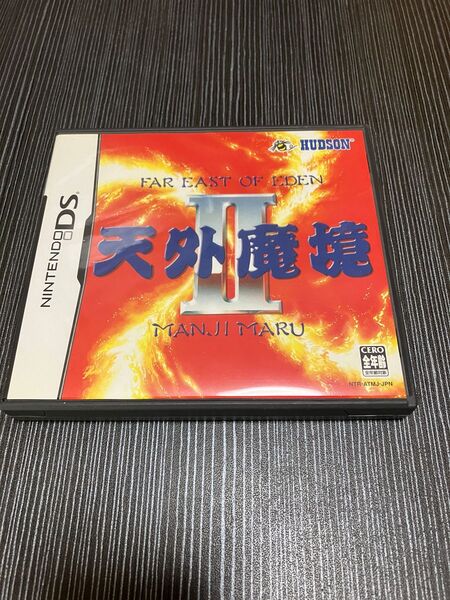 NINTENDO DS
HUDSON
FAR EAST OF EDEN
II
天外魔境
MANJI MARU
CERO
全年齢
NTR-ATMJ-JPN